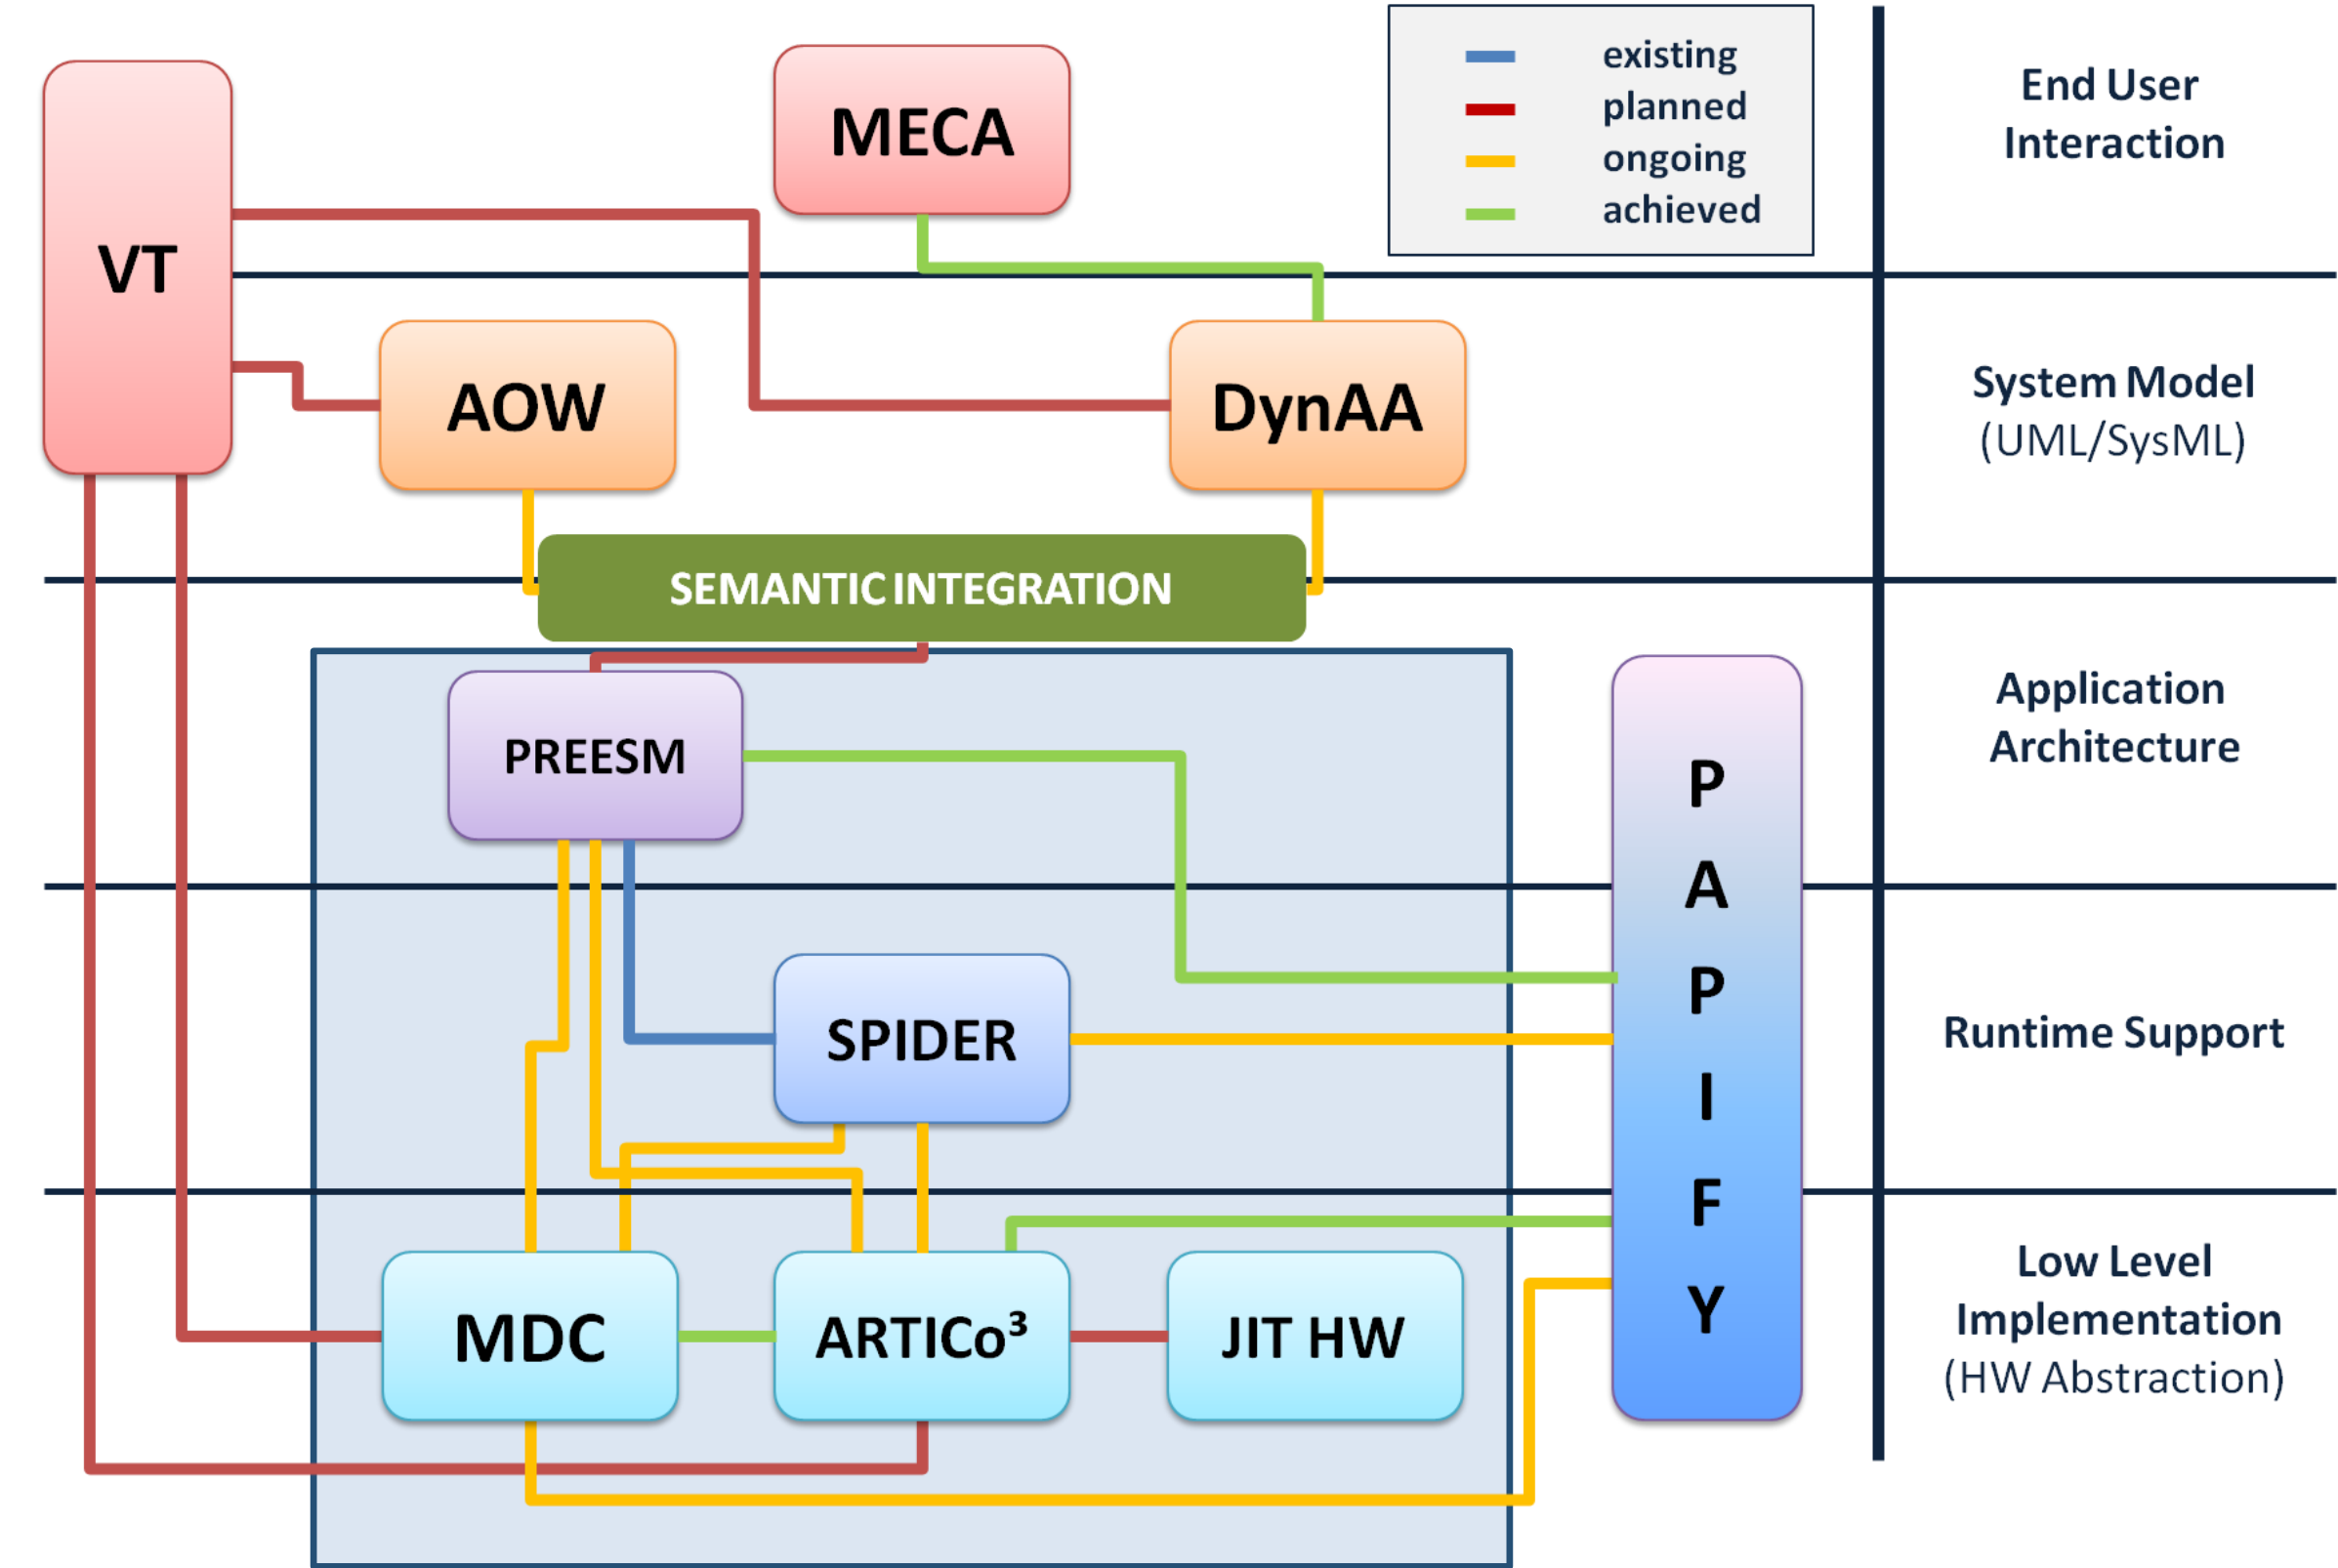 VT
MECA
existing
planned
ongoing
achieved
End User
Interaction
AOW
DynAA
System Model
(UML/SysML)
SEMANTIC INTEGRATION
PREESM
Application
Architecture
SPIDER
Runtime Support
MDC
ARTICo³
JIT HW
P
A
P
I
F
Y
Low Level
Implementation
(HW Abstraction)